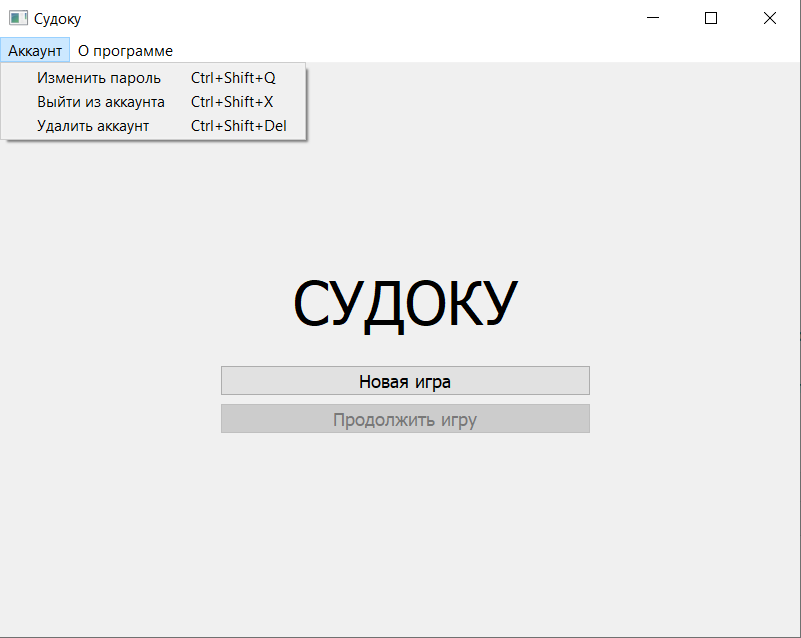 Судоку
Аккаунт О программе
Изменить пароль Ctrl+Shift+Q
Выйти из аккаунта Ctrl+Shift+X
Удалить аккаунт Ctrl+Shift+Del
СУДОКУ
Новая игра
Продолжить игру